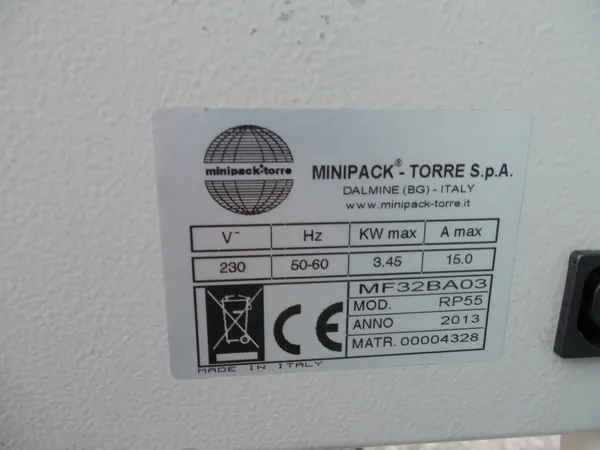 minipack-torre
MINIPACK®- TORRE S.p.A.
DALMINE (BG) - ITALY
www.minipack-torre.it
V~ Hz KW max A max
230 50-60 3.45 15.0
MF32BA03
MOD. RP55
ANNO 2013
MATR. 00004328
CE
MADE IN ITALY